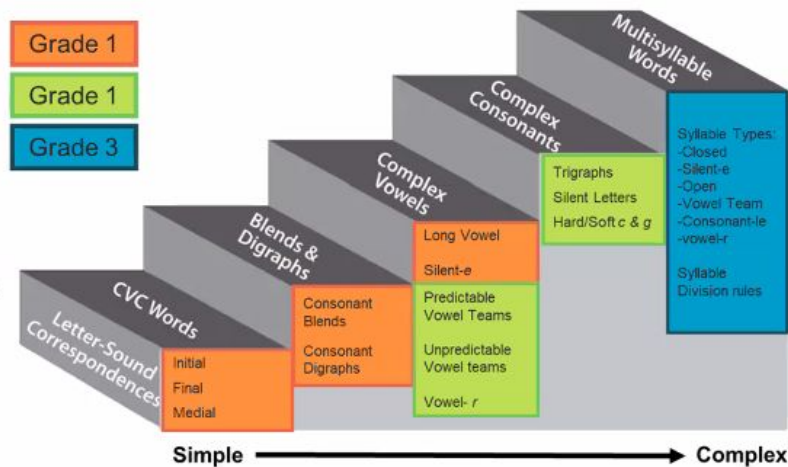 Grade 1
Grade 1
Grade 3
Letter-Sound
Correspondences
CVC Words
Initial
Final
Medial
Blends &
Digraphs
Consonant
Blends
Consonant
Digraphs
Complex
Vowels
Long Vowel
Silent-e
Predictable
Vowel Teams
Unpredictable
Vowel teams
Vowel- r
Complex
Consonants
Trigraphs
Silent Letters
Hard/Soft c & g
Multisyllable
Words
Syllable Types:
-Closed
-Silent-e
-Open
-Vowel Team
-Consonant-le
-vowel-r
Syllable
Division rules
Simple
Complex